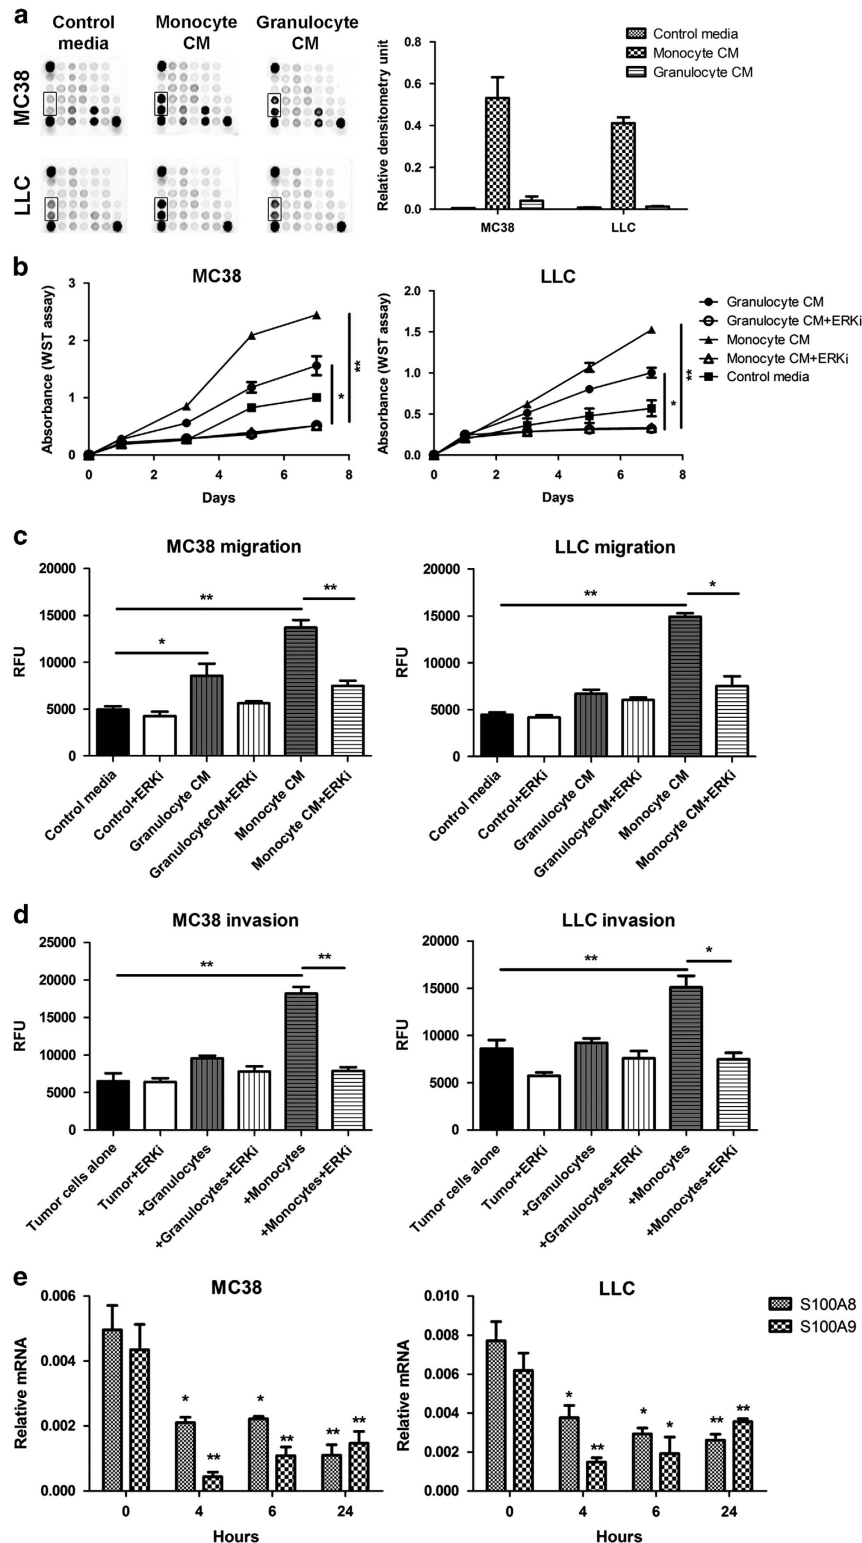 a
Control media
Monocyte CM
Granulocyte CM
MC38
LLC
Relative densitometry unit
0.8
0.6
0.4
0.2
0.0
MC38
LLC
Control media
Monocyte CM
Granulocyte CM
b
MC38
Absorbance (WST assay)
3
2
1
0
0
2
4
6
8
Days
*
**
LLC
Absorbance (WST assay)
2.0
1.5
1.0
0.5
0.0
0
2
4
6
8
Days
*
**
Granulocyte CM
Granulocyte CM+ERKi
Monocyte CM
Monocyte CM+ERKi
Control media
c
MC38 migration
RFU
20000
15000
10000
5000
0
**
**
*
Control media
Control+ERKi
Granulocyte CM
GranulocyteCM+ERKi
Monocyte CM
Monocyte CM+ERKi
LLC migration
RFU
20000
15000
10000
5000
0
**
*
Control media
Control+ERKi
Granulocyte CM
GranulocyteCM+ERKi
Monocyte CM
Monocyte CM+ERKi
d
MC38 invasion
RFU
25000
20000
15000
10000
5000
0
**
**
Tumor cells alone
Tumor+ERKi
+Granulocytes
+Granulocytes+ERKi
+Monocytes
+Monocytes+ERKi
LLC invasion
RFU
20000
15000
10000
5000
0
**
*
Tumor cells alone
Tumor+ERKi
+Granulocytes
+Granulocytes+ERKi
+Monocytes
+Monocytes+ERKi
e
MC38
Relative mRNA
0.006
0.004
0.002
0.000
*
**
*
**
**
**
0
4
6
24
Hours
LLC
Relative mRNA
0.010
0.008
0.006
0.004
0.002
0.000
*
**
*
*
**
**
0
4
6
24
Hours
S100A8
S100A9